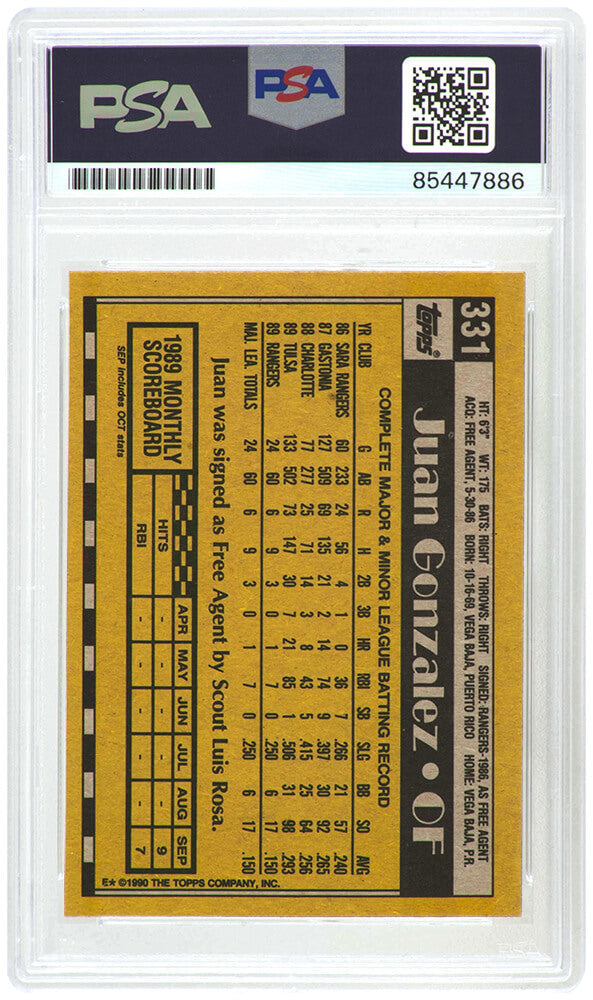 PSA
PSA
85447886
331
topps®
HT: 6'3" WT: 175 BATS: RIGHT THROWS: RIGHT SIGNED: RANGERS-1986, AS FREE AGENT
ACQ: FREE AGENT, 5-30-86 BORN: 10-16-69, VEGA BAJA, PUERTO RICO / HOME: VEGA BAJA, P.R.
Juan Gonzalez • OF
COMPLETE MAJOR & MINOR LEAGUE BATTING RECORD
YR CLUB G AB R H 2B 3B HR RBI SB SLG BB SO AVG
86 SARA RANGERS 60 233 24 56 4 1 0 36 7 .266 21 57 .240
87 GASTONIA 127 509 69 135 21 2 14 74 9 .397 30 92 .265
88 CHARLOTTE 77 277 25 71 14 3 8 43 5 .415 25 64 .256
89 TULSA 133 502 73 147 30 7 21 85 1 .506 31 98 .293
89 RANGERS 24 60 6 9 3 0 1 7 0 .250 6 17 .150
MAJ. LEA. TOTALS 24 60 6 9 3 0 1 7 0 .250 6 17 .150
Juan was signed as Free Agent by Scout Luis Rosa.
1989 MONTHLY
SCOREBOARD
SEP includes OCT stats
APR MAY JUN JUL AUG SEP
HITS - - - - - 9
RBI - - - - - 7
E* ©1990 THE TOPPS COMPANY, INC.
PSA